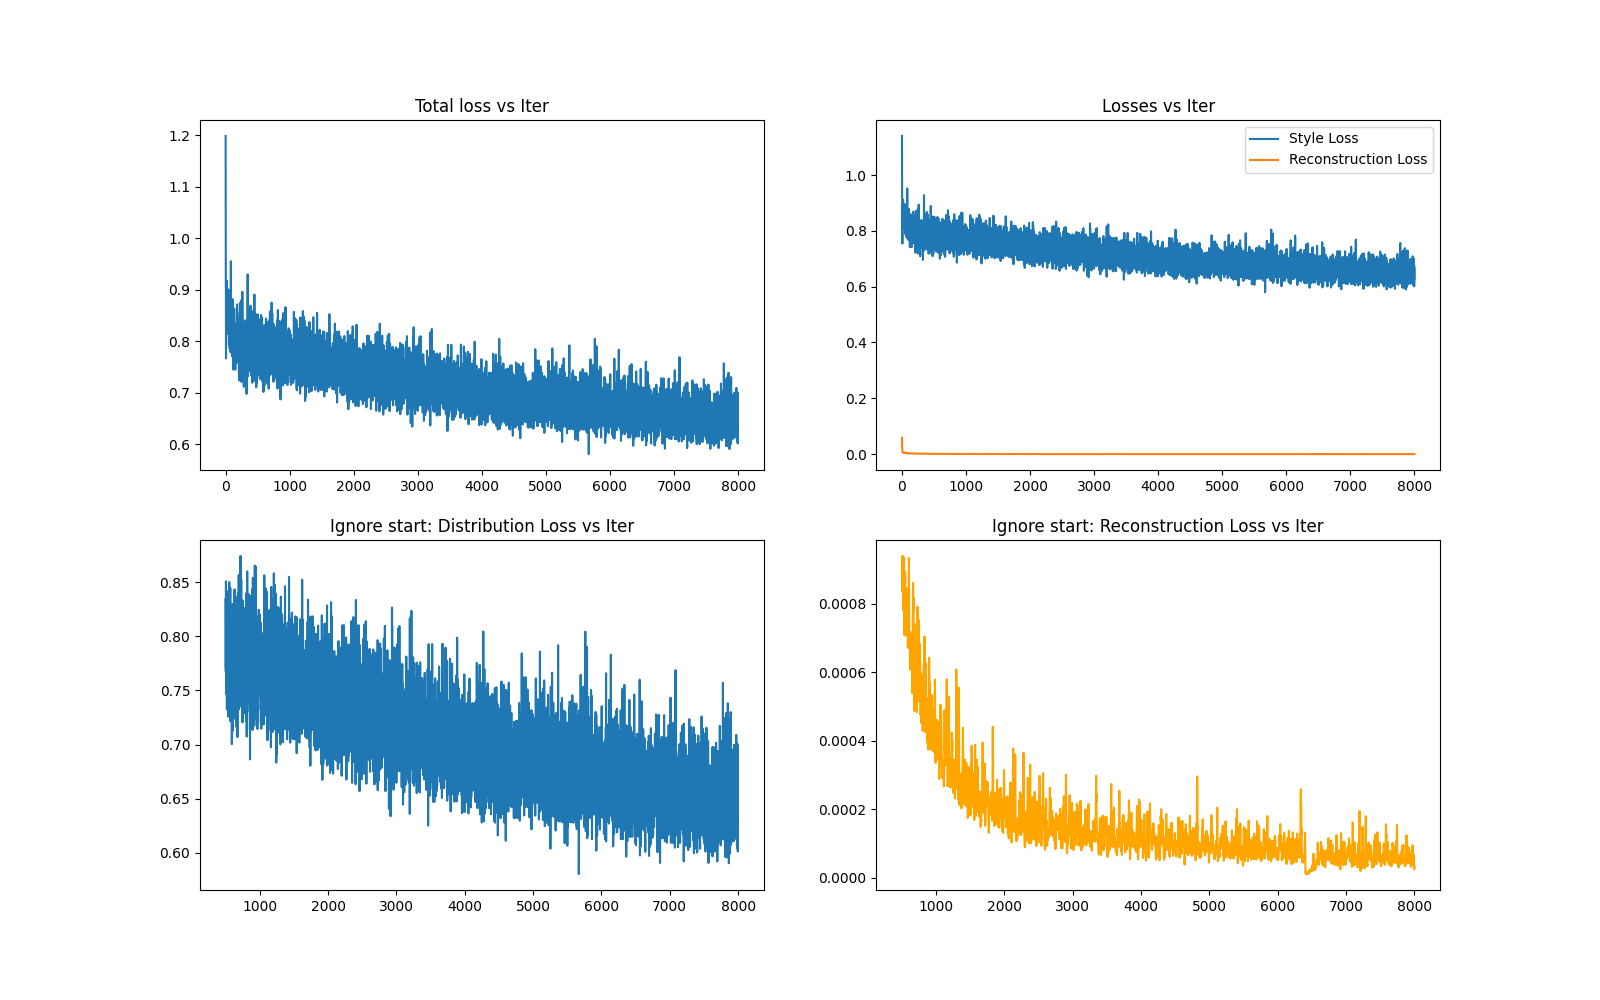 Total loss vs Iter
1.2
1.1
1.0
0.9
0.8
0.7
0.6
0 1000 2000 3000 4000 5000 6000 7000 8000
Losses vs Iter
Style Loss
Reconstruction Loss
1.0
0.8
0.6
0.4
0.2
0.0
0 1000 2000 3000 4000 5000 6000 7000 8000
Ignore start: Distribution Loss vs Iter
0.85
0.80
0.75
0.70
0.65
0.60
1000 2000 3000 4000 5000 6000 7000 8000
Ignore start: Reconstruction Loss vs Iter
0.0008
0.0006
0.0004
0.0002
0.0000
1000 2000 3000 4000 5000 6000 7000 8000